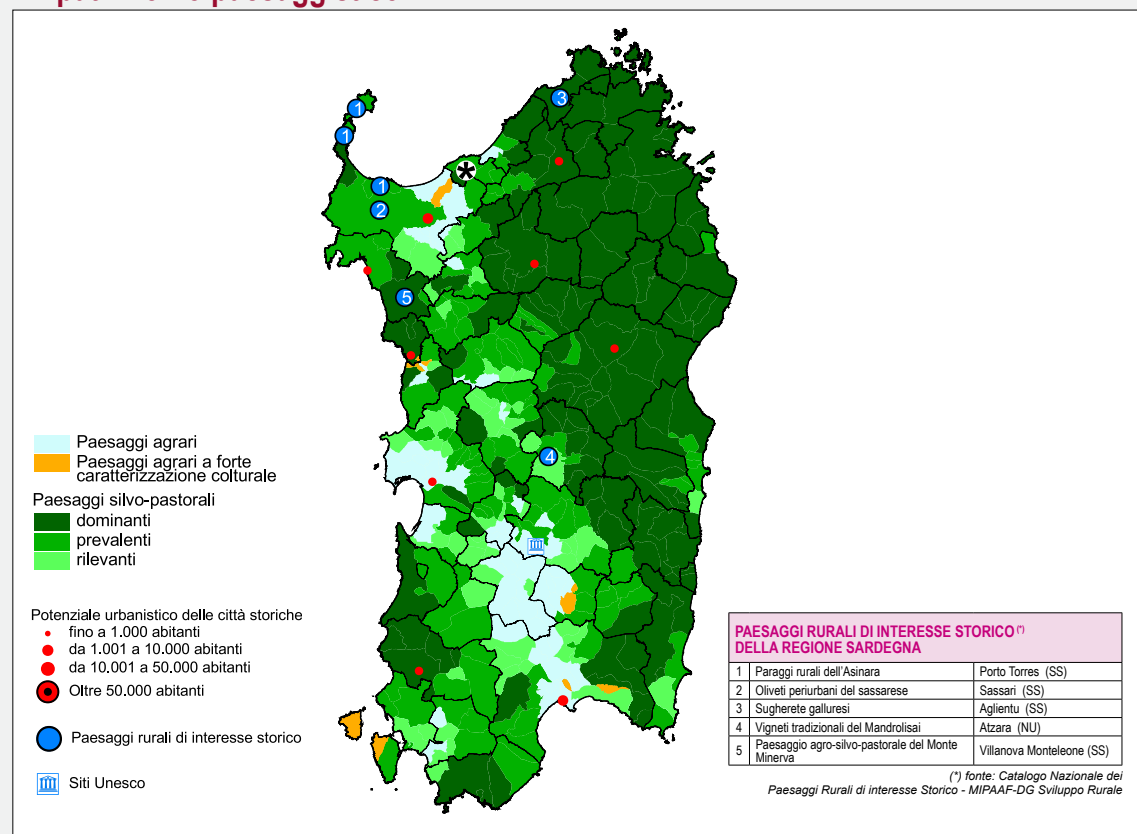 1
3
1
*
1
2
5
4
Paesaggi agrari
Paesaggi agrari a forte
caratterizzazione colturale
Paesaggi silvo-pastorali
dominanti
prevalenti
rilevanti
Potenziale urbanistico delle città storiche
fino a 1.000 abitanti
da 1.001 a 10.000 abitanti
da 10.001 a 50.000 abitanti
Oltre 50.000 abitanti
Paesaggi rurali di interesse storico
Siti Unesco
PAESAGGI RURALI DI INTERESSE STORICO (*)
DELLA REGIONE SARDEGNA
1 Paraggi rurali dell'Asinara Porto Torres (SS)
2 Oliveti periurbani del sassarese Sassari (SS)
3 Sugherete galluresi Aglientu (SS)
4 Vigneti tradizionali del Mandrolisai Atzara (NU)
5 Paesaggio agro-silvo-pastorale del Monte
Minerva Villanova Monteleone (SS)
(*) fonte: Catalogo Nazionale dei
Paesaggi Rurali di interesse Storico - MIPAAF-DG Sviluppo Rurale